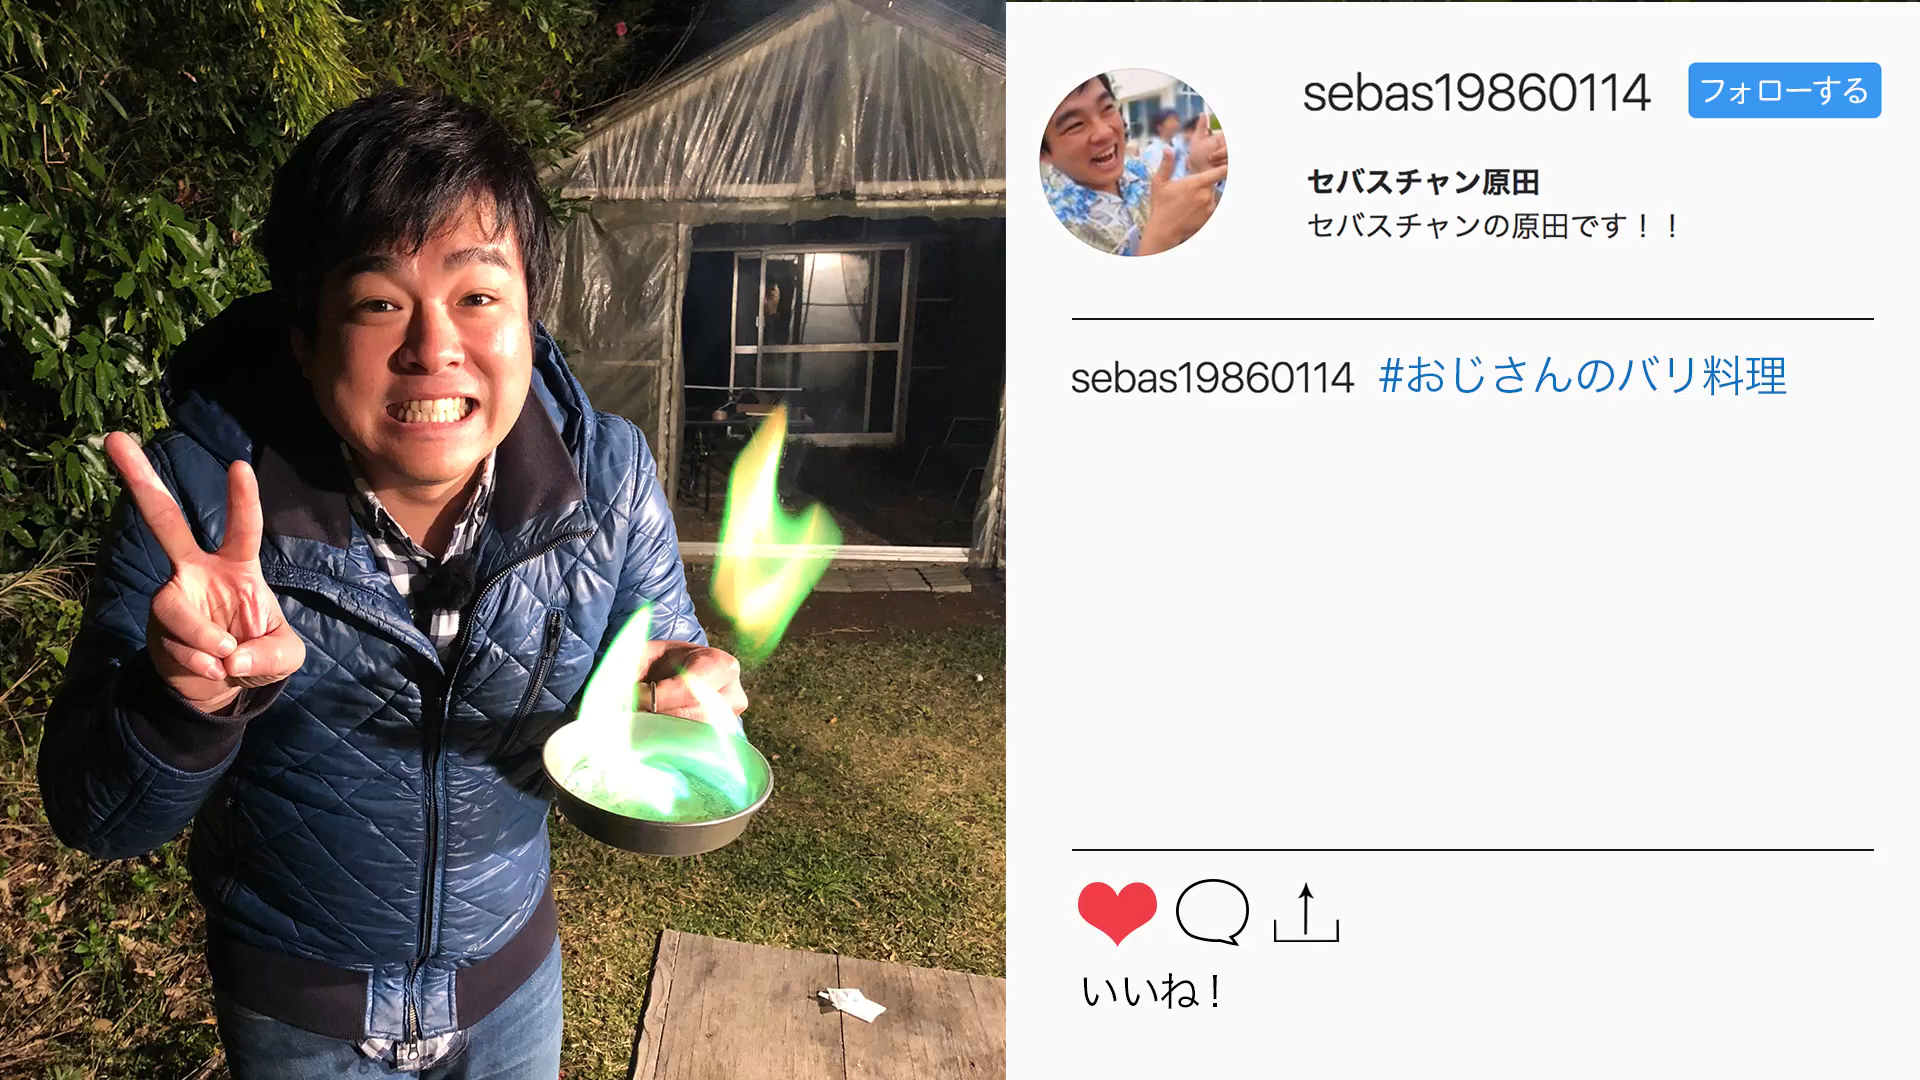 sebas19860114 フォローする
セバスチャン原田
セバスチャンの原田です！！
sebas19860114 #おじさんのバリ料理
いいね！